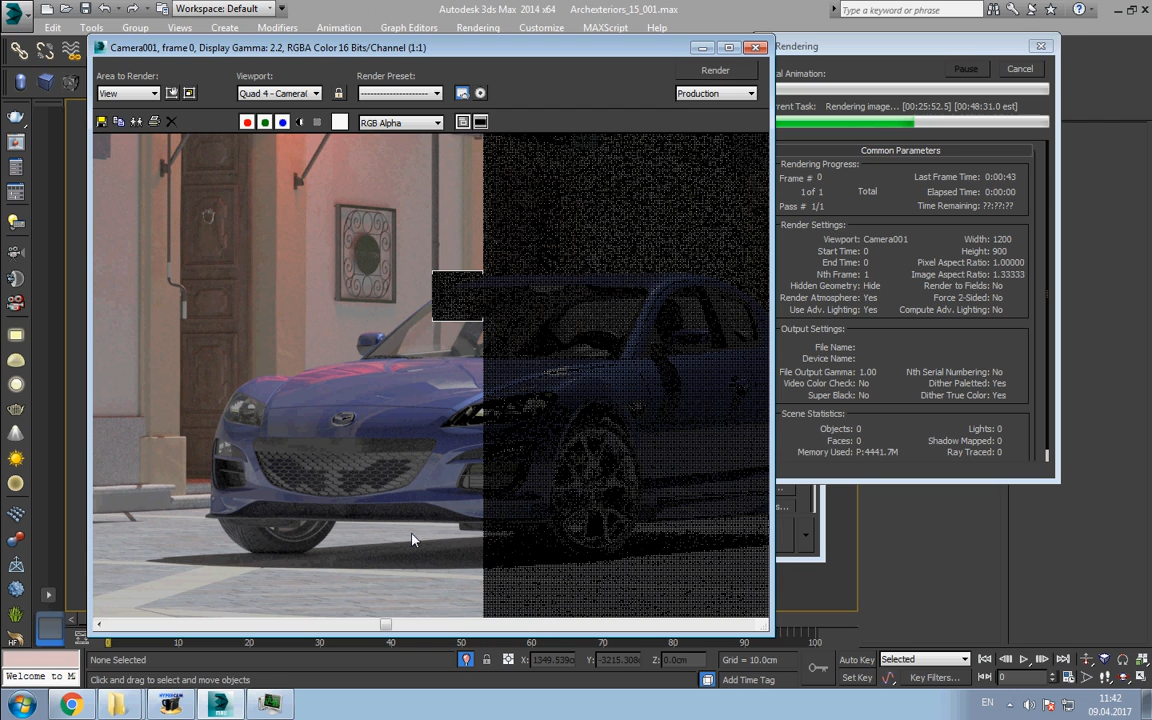 Workspace: Default
Autodesk 3ds Max 2014 x64
Archexteriors_15_001.max
Type a keyword or phrase
Edit
Tools
Group
Views
Create
Modifiers
Animation
Graph Editors
Rendering
Customize
MAXScript
Help
Camera001, frame 0, Display Gamma: 2.2, RGBA Color 16 Bits/Channel (1:1)
Area to Render:
View
Viewport:
Quad 4 - Cameral
Render Preset:
--------------------
Render
Production
RGB Alpha
Rendering
al Animation:
Pause
Cancel
rrent Task:
Rendering image... [00:25:52.5] [00:48:31.0 est]
Common Parameters
Rendering Progress:
Frame # 0
Last Frame Time: 0:00:43
1 of 1
Total
Elapsed Time: 0:00:00
Pass # 1/1
Time Remaining: ??:??:??
Render Settings:
Viewport: Camera001
Width: 1200
Start Time: 0
Height: 900
End Time: 0
Pixel Aspect Ratio: 1.00000
Nth Frame: 1
Image Aspect Ratio: 1.33333
Hidden Geometry: Hide
Render to Fields: No
Render Atmosphere: Yes
Force 2-Sided: No
Use Adv. Lighting: Yes
Compute Adv. Lighting: No
Output Settings:
File Name:
Device Name:
File Output Gamma: 1.00
Nth Serial Numbering: No
Video Color Check: No
Dither Paletted: Yes
Super Black: No
Dither True Color: Yes
Scene Statistics:
Objects: 0
Lights: 0
Faces: 0
Shadow Mapped: 0
Memory Used: P:4441.7M
Ray Traced: 0
...
s...
HF
0
10
20
30
40
50
60
70
80
90
100
None Selected
X: 1349.539c
Y: -3215.308
Z: 0.0cm
Grid = 10.0cm
Auto Key
Selected
Welcome to M
Click and drag to select and move objects
Add Time Tag
Set Key
Key Filters...
0
EN
11:42
09.04.2017